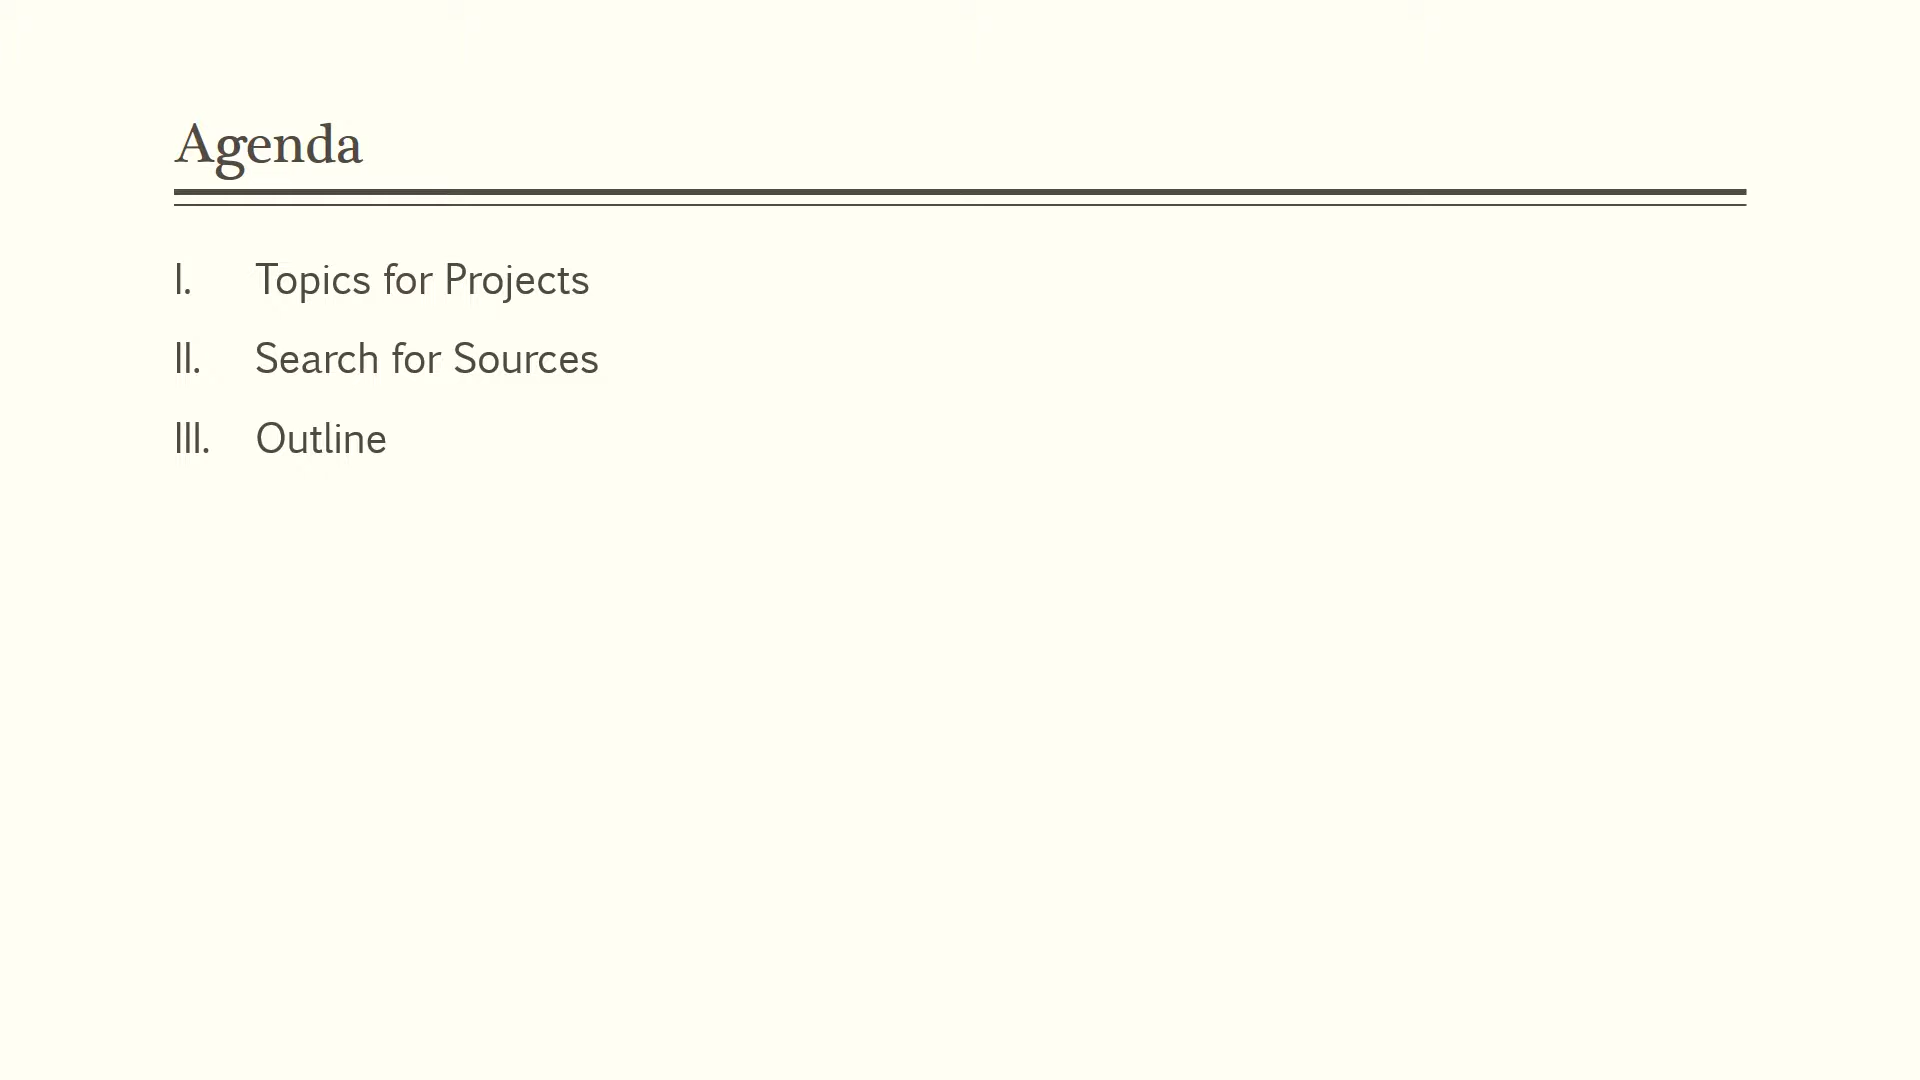 Agenda
I. Topics for Projects
II. Search for Sources
III. Outline